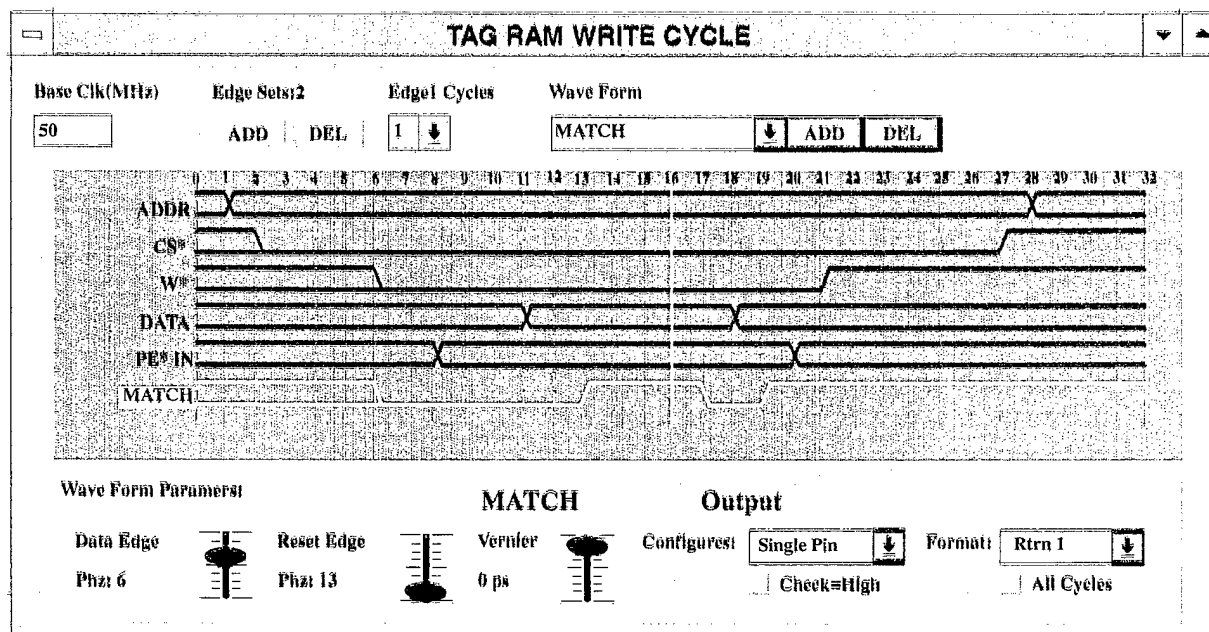 TAG RAM WRITE CYCLE
Base Clk(MHz) Edge Sets:2 Edge1 Cycles Wave Form
50 ADD DEL 1 MATCH ADD DEL
0 1 2 3 4 5 6 7 8 9 10 11 12 13 14 15 16 17 18 19 20 21 22 23 24 25 26 27 28 29 30 31 32
ADDR
CS*
W*
DATA
PE* IN
MATCH
Wave Form Paramers: MATCH Output
Data Edge Reset Edge Vernier Configures: Single Pin Format: Rtrn 1
Phz: 6 Phz: 13 0 ps Check=High All Cycles